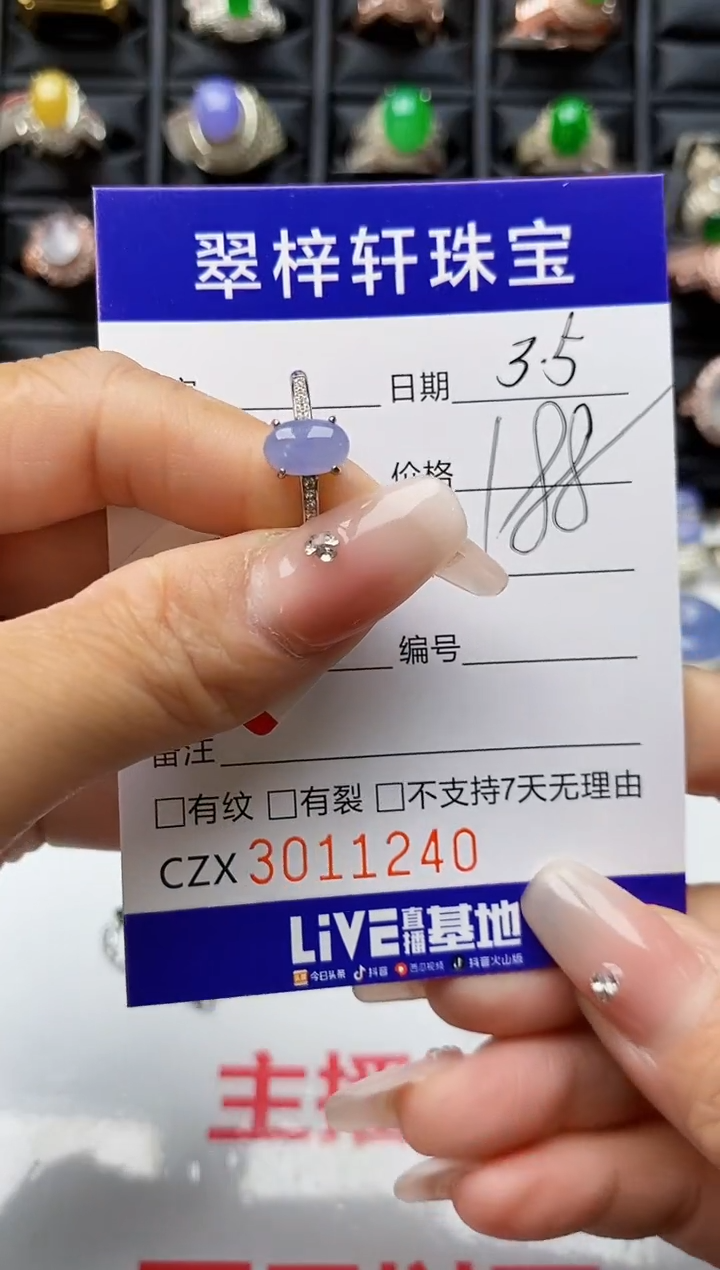 翠梓轩珠宝
日期 3.5
价格 188
编号
备注
□有纹 □有裂 □不支持7天无理由
CZX 3011240
LiVE直播基地
今日头条 抖音 西瓜视频 抖音火山版
主播